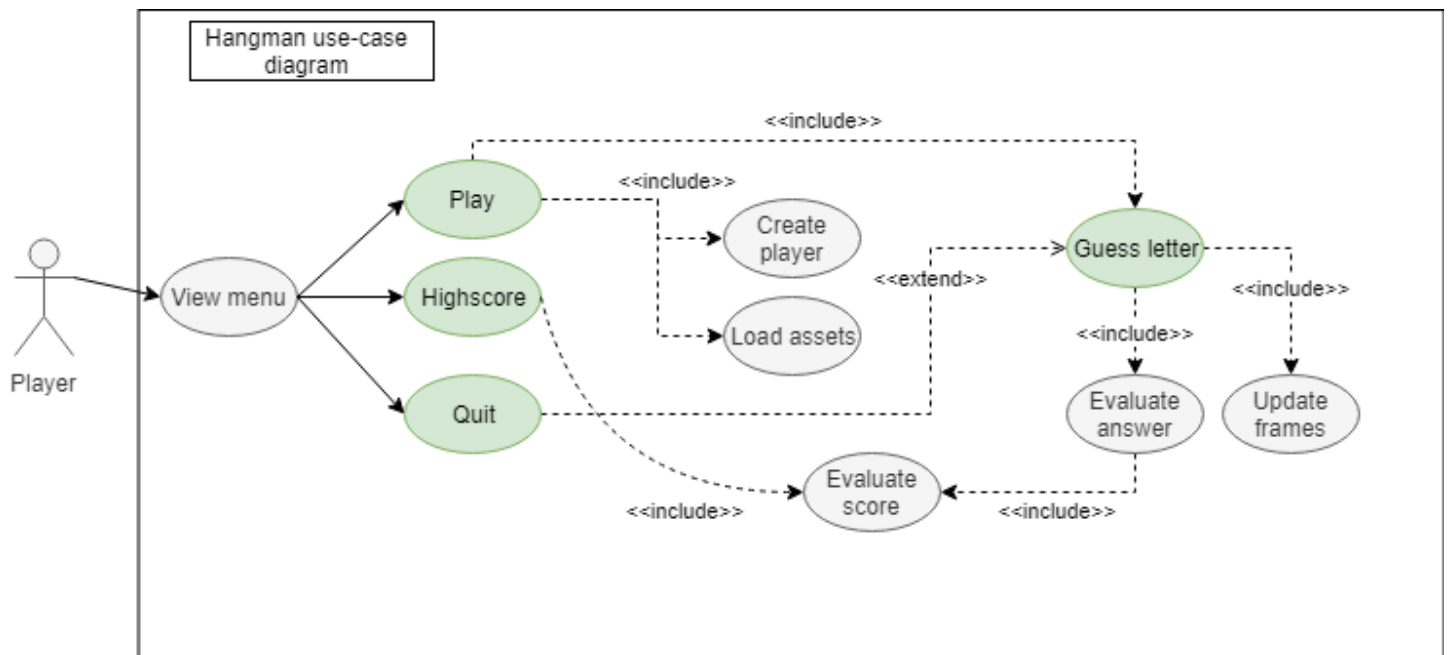 Hangman use-case
diagram
<<include>>
Play
<<include>>
Create
player
Guess letter
<<extend>>
View menu
Highscore
<<include>>
<<include>>
Load assets
Player
Quit
Evaluate
answer
Update
frames
Evaluate
score
<<include>>
<<include>>